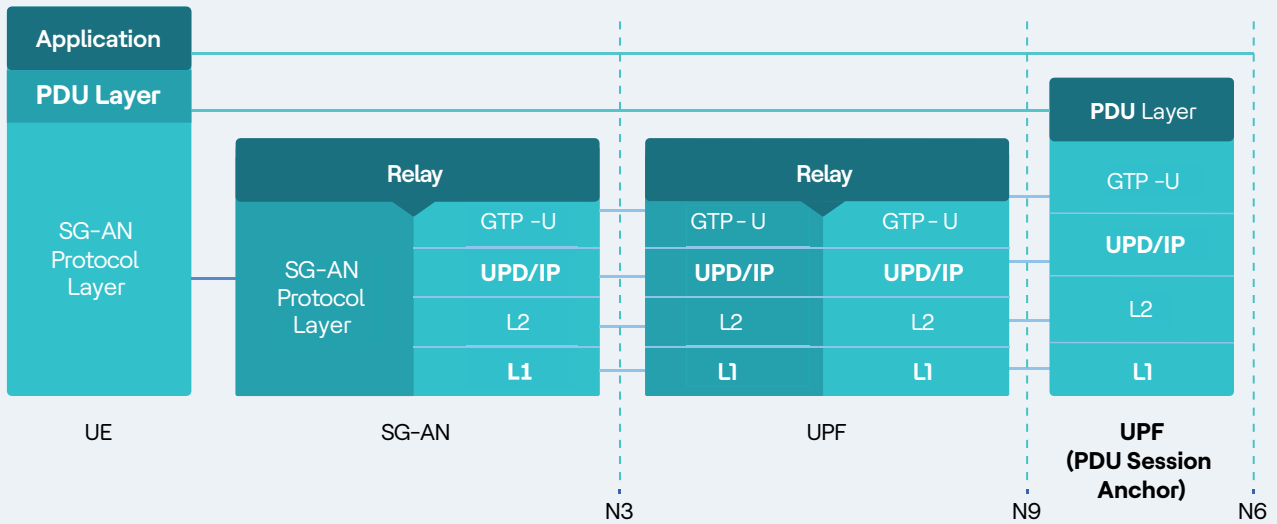 Application
PDU Layer
SG-AN
Protocol
Layer
UE
Relay
SG-AN
Protocol
Layer
GTP -U
UPD/IP
L2
L1
SG-AN
N3
Relay
GTP - U
UPD/IP
L2
L1
GTP - U
UPD/IP
L2
L1
UPF
N9
PDU Layer
GTP -U
UPD/IP
L2
L1
UPF
(PDU Session
Anchor)
N6